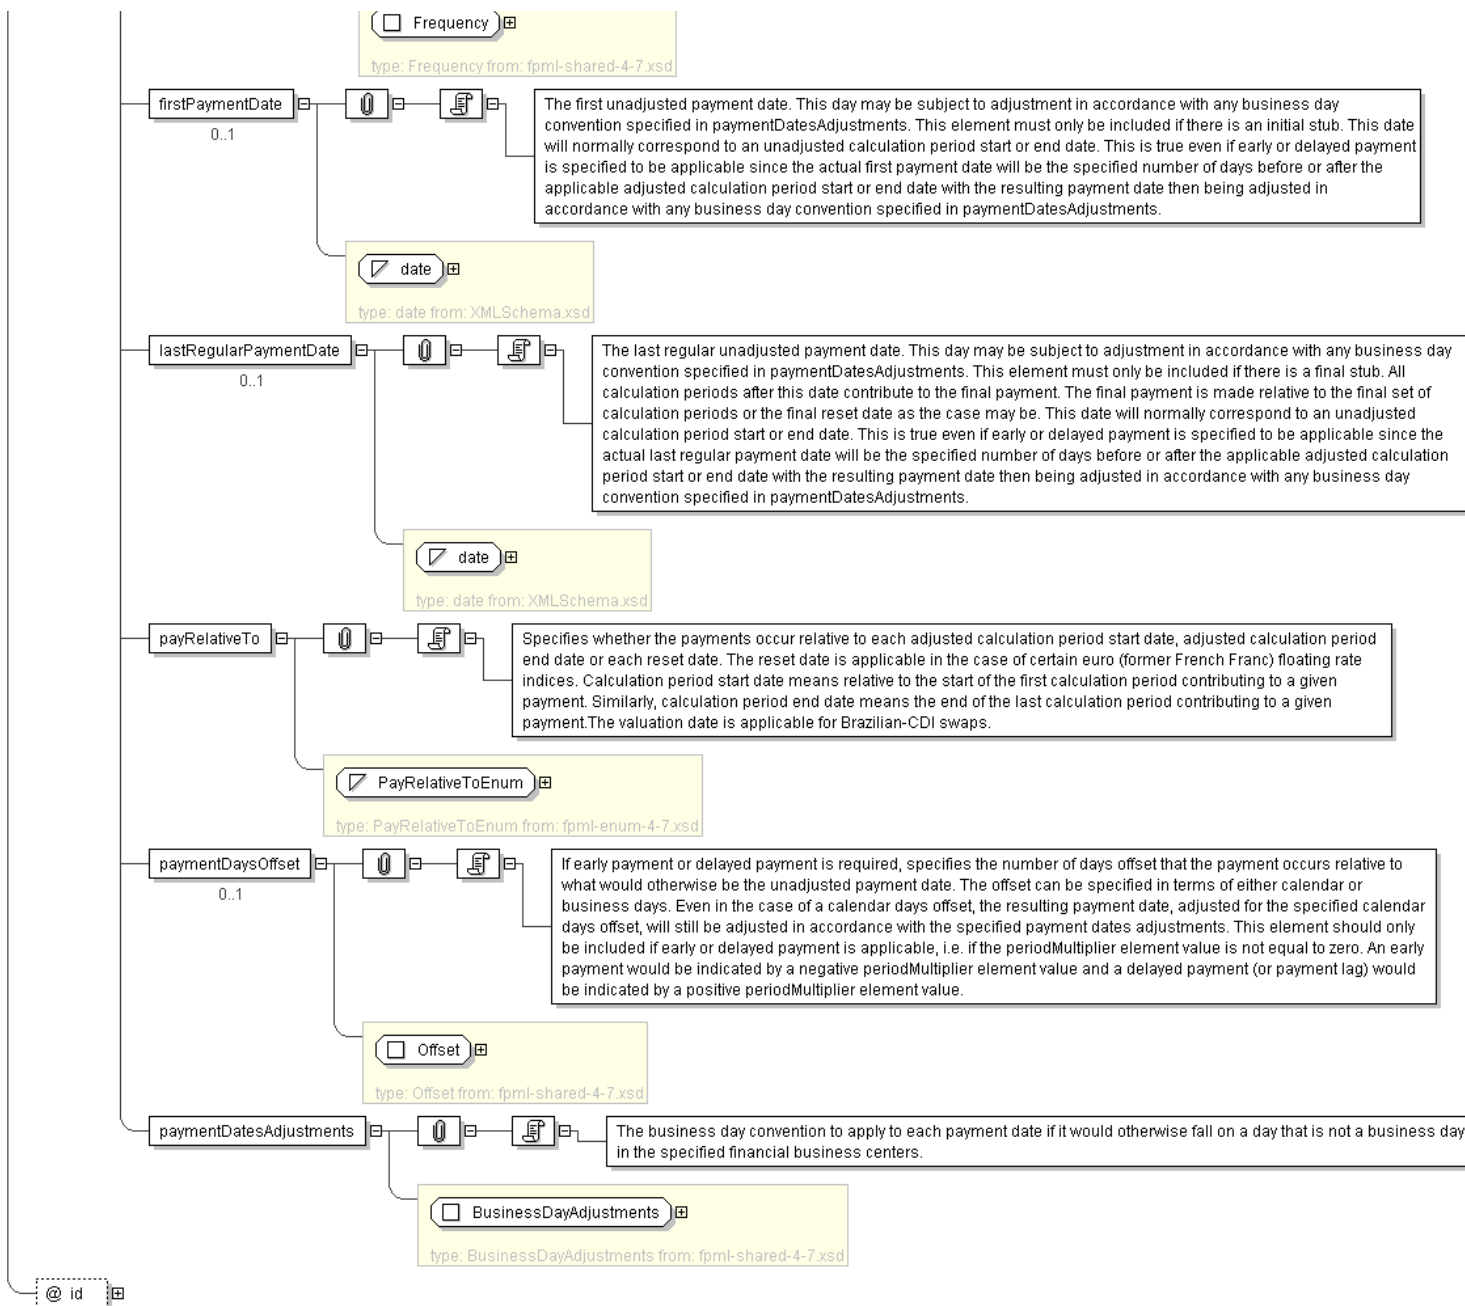 Frequency
type: Frequency from: fpml-shared-4-7.xsd
firstPaymentDate
0..1
The first unadjusted payment date. This day may be subject to adjustment in accordance with any business day
convention specified in paymentDatesAdjustments. This element must only be included if there is an initial stub. This date
will normally correspond to an unadjusted calculation period start or end date. This is true even if early or delayed payment
is specified to be applicable since the actual first payment date will be the specified number of days before or after the
applicable adjusted calculation period start or end date with the resulting payment date then being adjusted in
accordance with any business day convention specified in paymentDatesAdjustments.
date
type: date from: XMLSchema.xsd
lastRegularPaymentDate
0..1
The last regular unadjusted payment date. This day may be subject to adjustment in accordance with any business day
convention specified in paymentDatesAdjustments. This element must only be included if there is a final stub. All
calculation periods after this date contribute to the final payment. The final payment is made relative to the final set of
calculation periods or the final reset date as the case may be. This date will normally correspond to an unadjusted
calculation period start or end date. This is true even if early or delayed payment is specified to be applicable since the
actual last regular payment date will be the specified number of days before or after the applicable adjusted calculation
period start or end date with the resulting payment date then being adjusted in accordance with any business day
convention specified in paymentDatesAdjustments.
date
type: date from: XMLSchema.xsd
payRelativeTo
Specifies whether the payments occur relative to each adjusted calculation period start date, adjusted calculation period
end date or each reset date. The reset date is applicable in the case of certain euro (former French Franc) floating rate
indices. Calculation period start date means relative to the start of the first calculation period contributing to a given
payment. Similarly, calculation period end date means the end of the last calculation period contributing to a given
payment.The valuation date is applicable for Brazilian-CDI swaps.
PayRelativeToEnum
type: PayRelativeToEnum from: fpml-enum-4-7.xsd
paymentDaysOffset
0..1
If early payment or delayed payment is required, specifies the number of days offset that the payment occurs relative to
what would otherwise be the unadjusted payment date. The offset can be specified in terms of either calendar or
business days. Even in the case of a calendar days offset, the resulting payment date, adjusted for the specified calendar
days offset, will still be adjusted in accordance with the specified payment dates adjustments. This element should only
be included if early or delayed payment is applicable, i.e. if the periodMultiplier element value is not equal to zero. An early
payment would be indicated by a negative periodMultiplier element value and a delayed payment (or payment lag) would
be indicated by a positive periodMultiplier element value.
Offset
type: Offset from: fpml-shared-4-7.xsd
paymentDatesAdjustments
The business day convention to apply to each payment date if it would otherwise fall on a day that is not a business day
in the specified financial business centers.
BusinessDayAdjustments
type: BusinessDayAdjustments from: fpml-shared-4-7.xsd
@ id